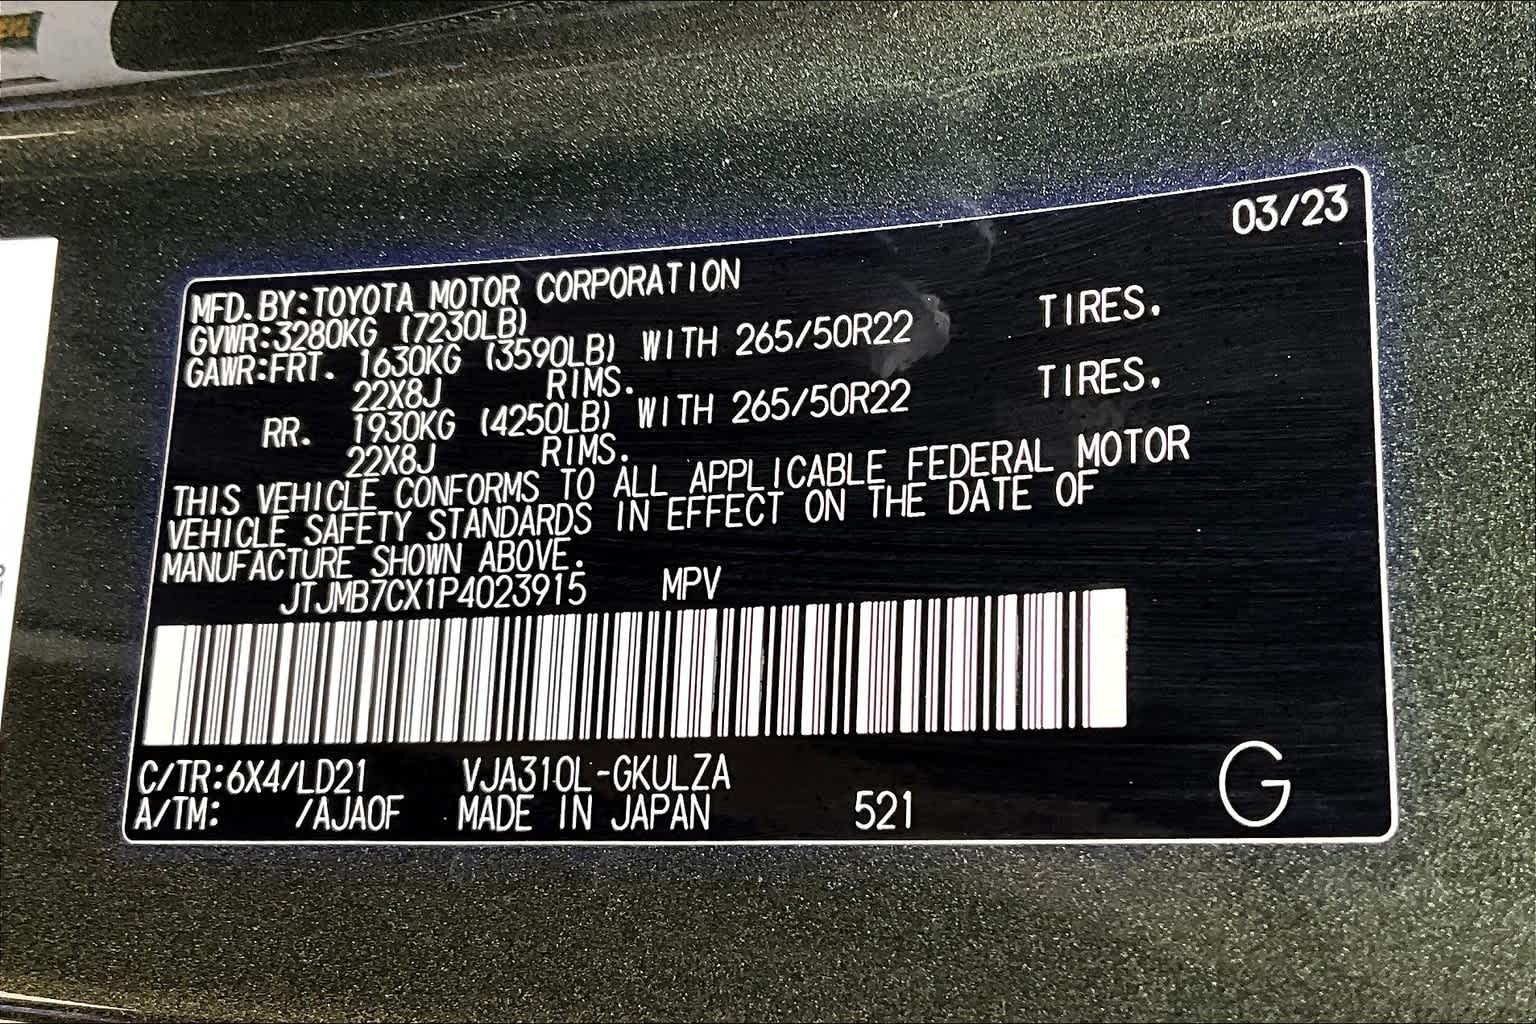 03/23
MFD.BY:TOYOTA MOTOR CORPORATION
GVWR:3280KG (7230LB)
GAWR:FRT. 1630KG (3590LB) WITH 265/50R22 TIRES.
22X8J RIMS.
RR. 1930KG (4250LB) WITH 265/50R22 TIRES.
22X8J RIMS.
THIS VEHICLE CONFORMS TO ALL APPLICABLE FEDERAL MOTOR
VEHICLE SAFETY STANDARDS IN EFFECT ON THE DATE OF
MANUFACTURE SHOWN ABOVE.
JTJMB7CX1P4023915 MPV
C/TR:6X4/LD21 VJA310L-GKULZA
A/TM: /AJA0F MADE IN JAPAN 521
G